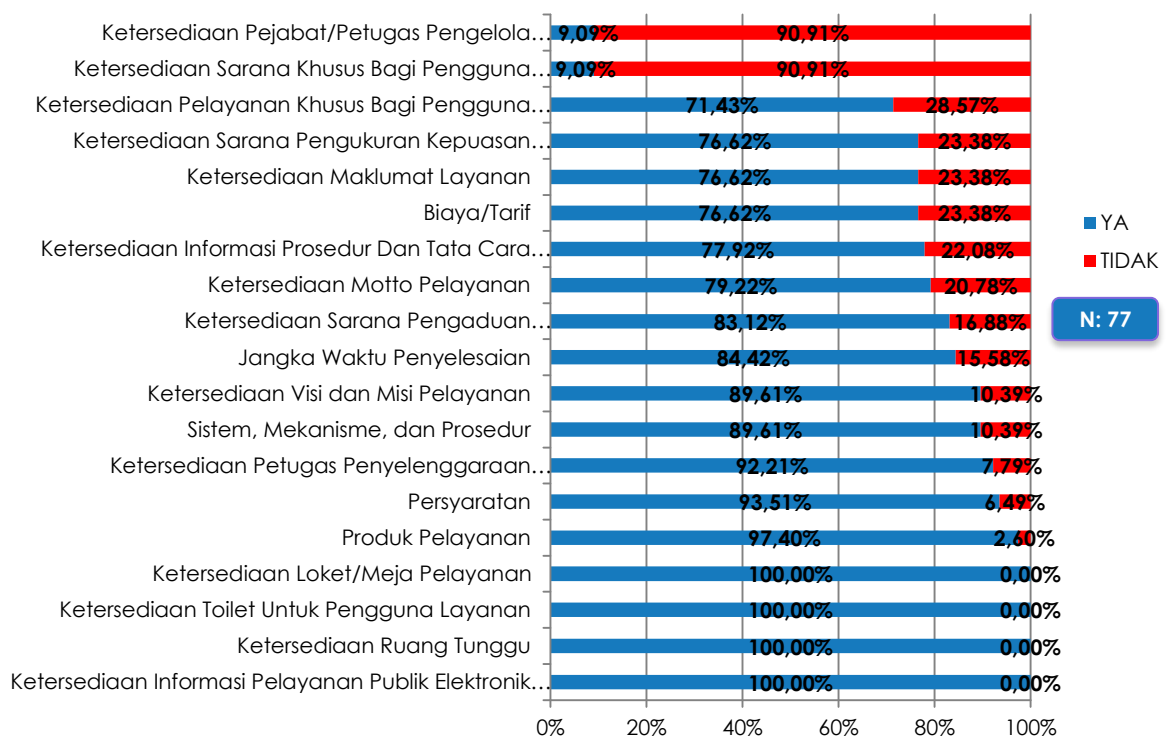 Ketersediaan Pejabat/Petugas Pengelola... 9,09% 90,91%
Ketersediaan Sarana Khusus Bagi Pengguna... 9,09% 90,91%
Ketersediaan Pelayanan Khusus Bagi Pengguna... 71,43% 28,57%
Ketersediaan Sarana Pengukuran Kepuasan... 76,62% 23,38%
Ketersediaan Maklumat Layanan 76,62% 23,38%
Biaya/Tarif 76,62% 23,38%
Ketersediaan Informasi Prosedur Dan Tata Cara... 77,92% 22,08%
Ketersediaan Motto Pelayanan 79,22% 20,78%
Ketersediaan Sarana Pengaduan... 83,12% 16,88%
Jangka Waktu Penyelesaian 84,42% 15,58%
Ketersediaan Visi dan Misi Pelayanan 89,61% 10,39%
Sistem, Mekanisme, dan Prosedur 89,61% 10,39%
Ketersediaan Petugas Penyelenggaraan... 92,21% 7,79%
Persyaratan 93,51% 6,49%
Produk Pelayanan 97,40% 2,60%
Ketersediaan Loket/Meja Pelayanan 100,00% 0,00%
Ketersediaan Toilet Untuk Pengguna Layanan 100,00% 0,00%
Ketersediaan Ruang Tunggu 100,00% 0,00%
Ketersediaan Informasi Pelayanan Publik Elektronik... 100,00% 0,00%
0% 20% 40% 60% 80% 100%
YA
TIDAK
N: 77